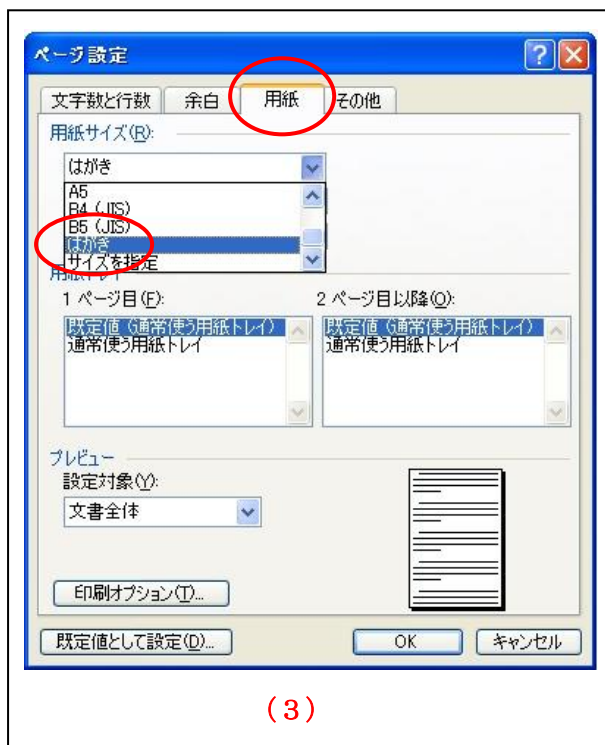 ページ設定
文字数と行数 余白 用紙 その他
用紙サイズ(R):
はがき
A5
B4 (JIS)
B5 (JIS)
はがき
サイズを指定
用紙トレイ
1 ページ目(F): 2 ページ目以降(O):
既定値 (通常使う用紙トレイ) 既定値 (通常使う用紙トレイ)
通常使う用紙トレイ 通常使う用紙トレイ
プレビュー
設定対象(Y):
文書全体
印刷オプション(T)...
既定値として設定(D)... OK キャンセル
(3)